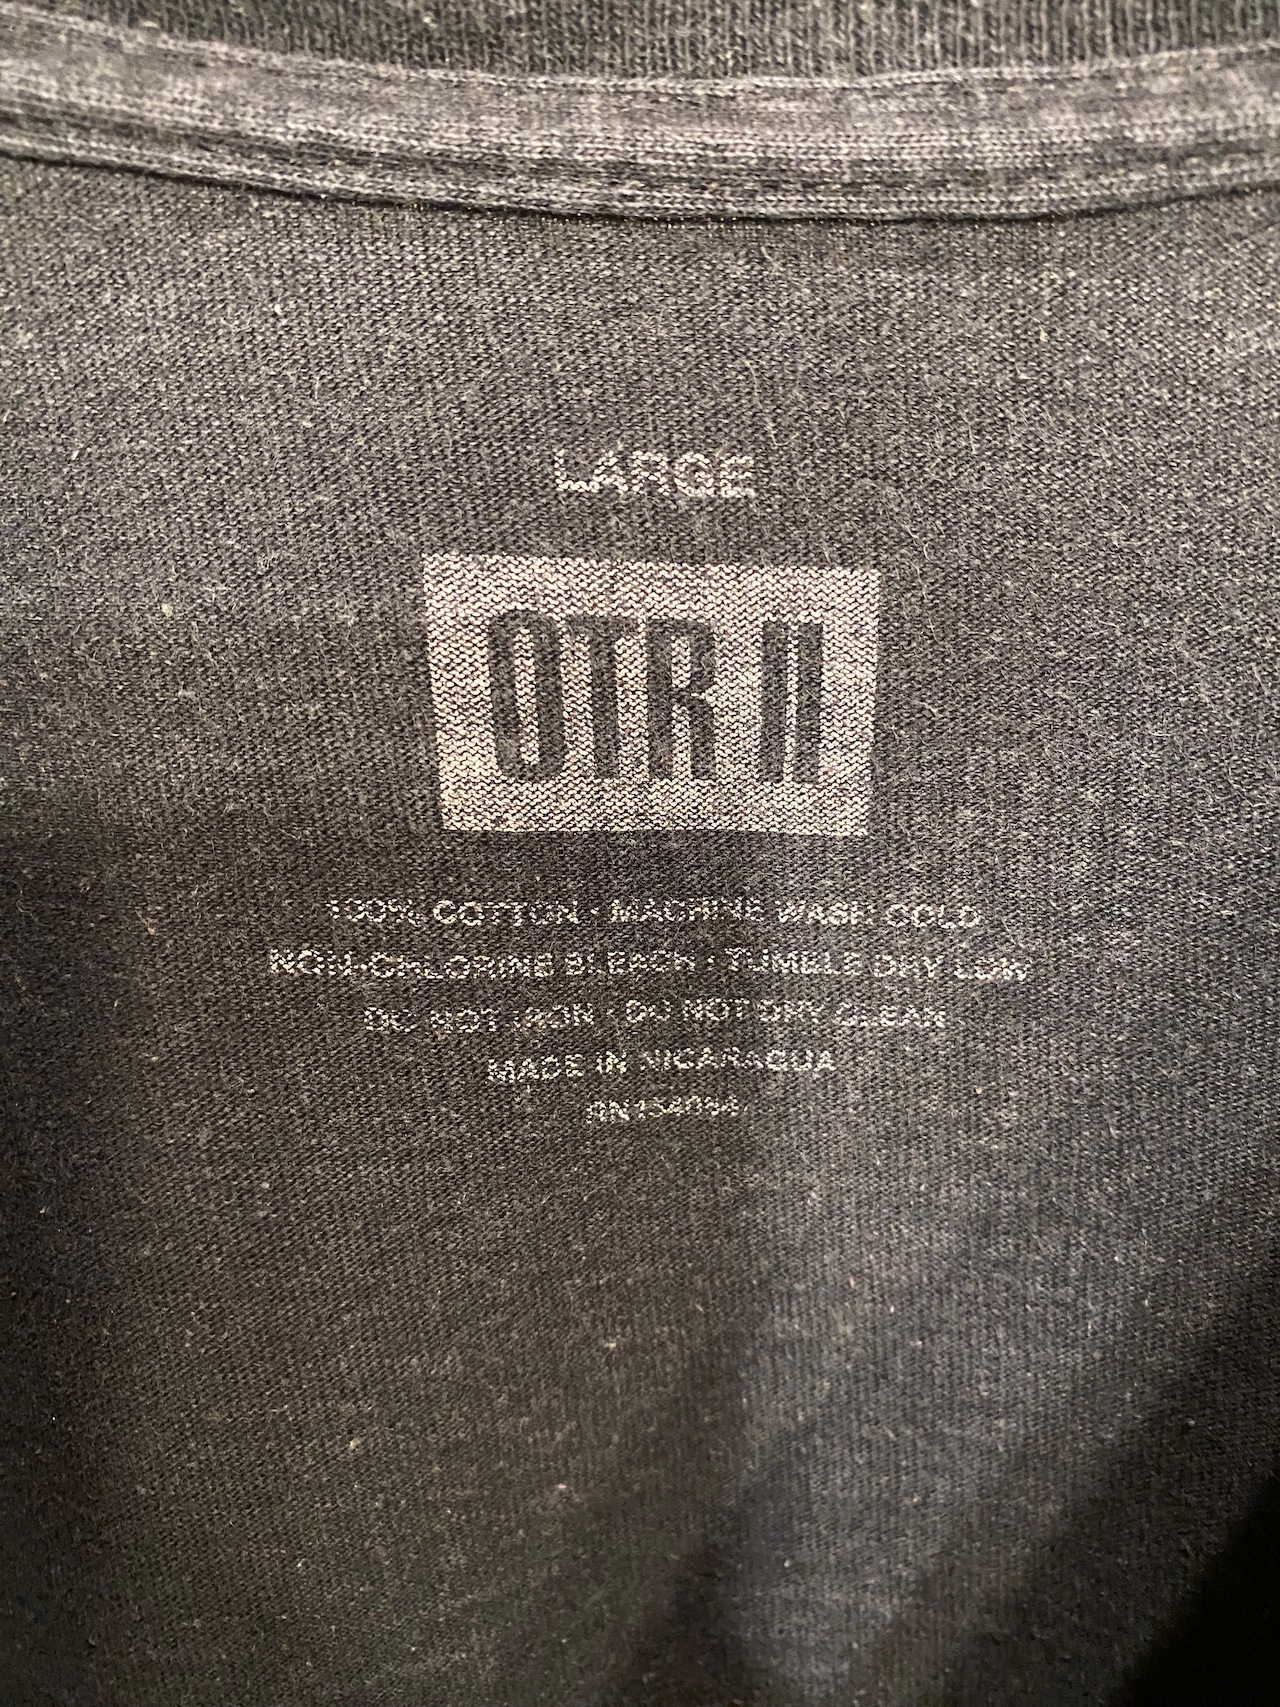 LARGE
OTR II
100% COTTON · MACHINE WASH COLD
NON-CHLORINE BLEACH · TUMBLE DRY LOW
DO NOT IRON · DO NOT DRY CLEAN
MADE IN NICARAGUA
RN154094